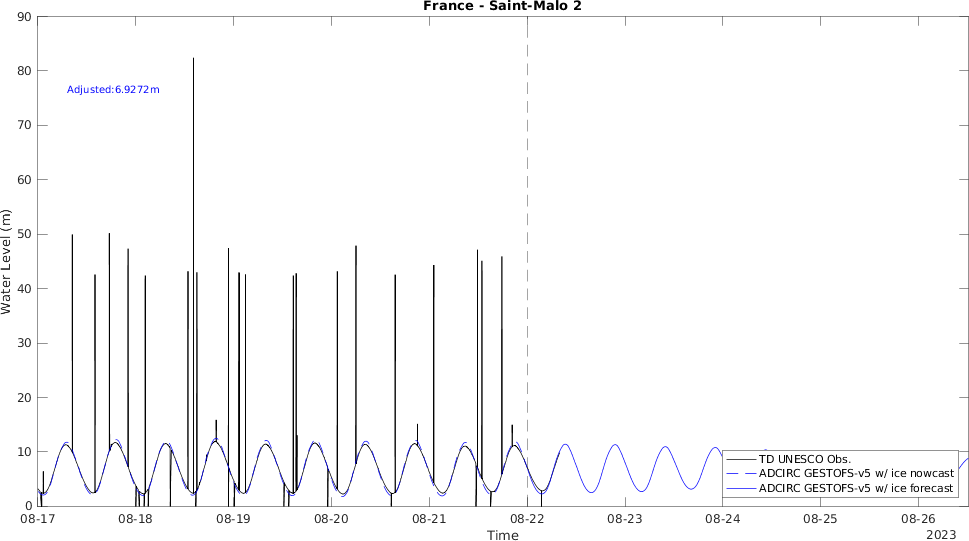 France - Saint-Malo 2
90
80
70
60
50
40
30
20
10
0
Water Level (m)
Adjusted:6.9272m
TD UNESCO Obs.
ADCIRC GESTOFS-v5 w/ ice nowcast
ADCIRC GESTOFS-v5 w/ ice forecast
08-17 08-18 08-19 08-20 08-21 08-22 08-23 08-24 08-25 08-26
Time
2023